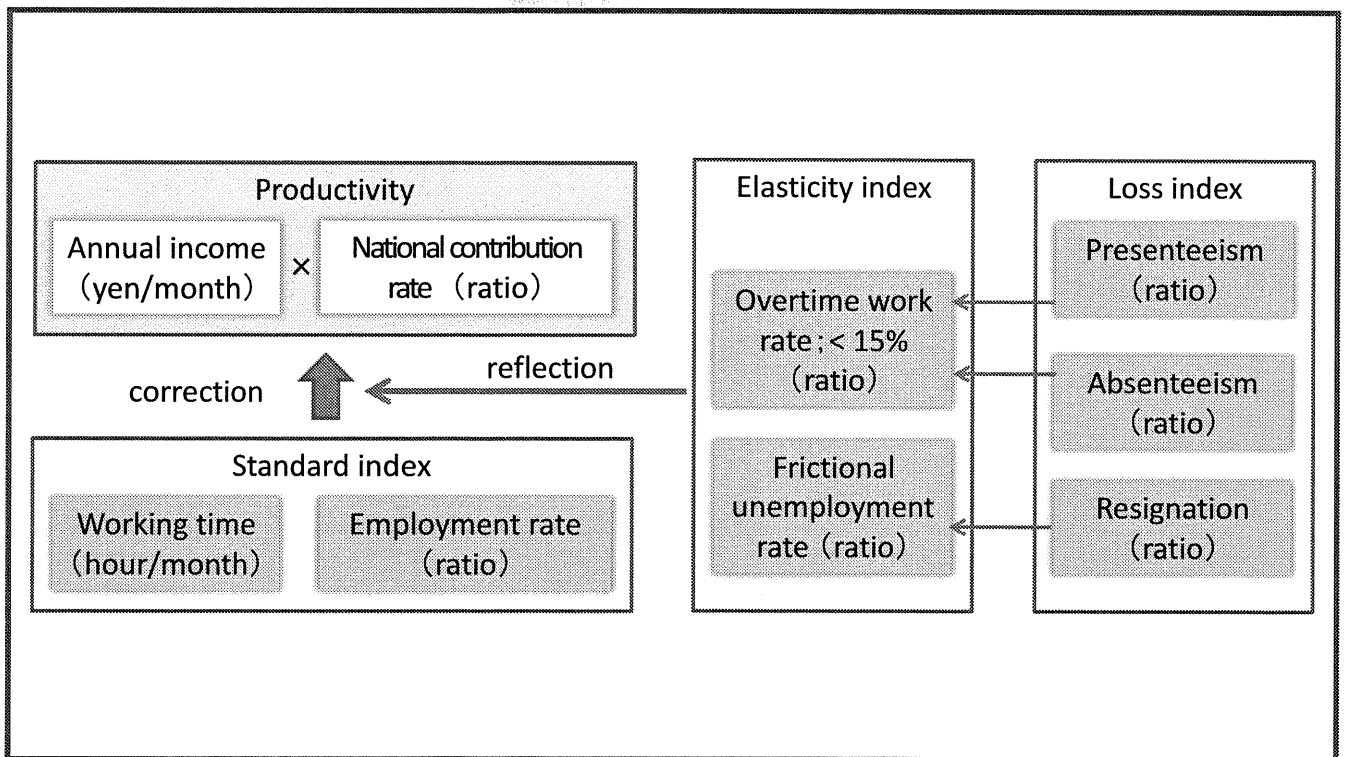 Productivity
Annual income
（yen/month）
×
National contribution
rate （ratio）
correction
reflection
Standard index
Working time
（hour/month）
Employment rate
（ratio）
Elasticity index
Overtime work
rate ; < 15%
（ratio）
Frictional
unemployment
rate （ratio）
Loss index
Presenteeism
（ratio）
Absenteeism
（ratio）
Resignation
（ratio）